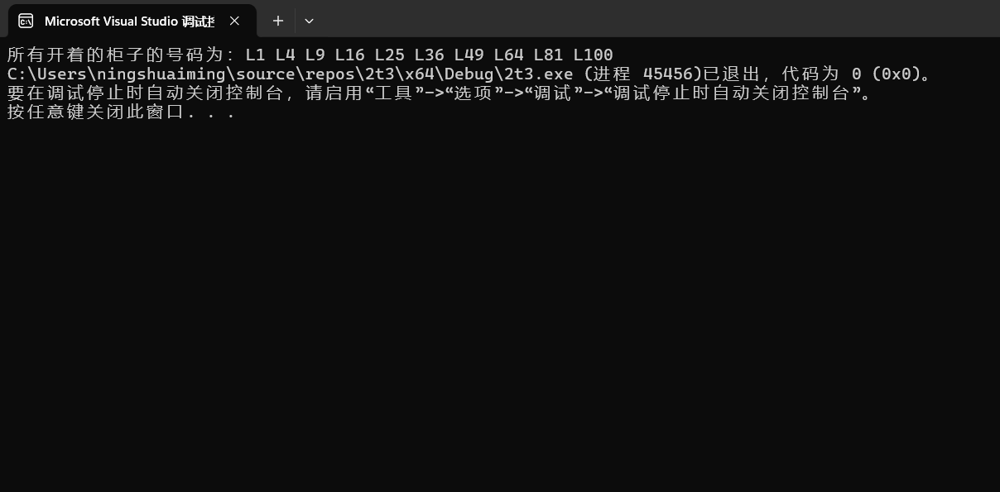 Microsoft Visual Studio 调试
所有开着的柜子的号码为：L1 L4 L9 L16 L25 L36 L49 L64 L81 L100
C:\Users\ningshuaiming\source\repos\2t3\x64\Debug\2t3.exe (进程 45456)已退出，代码为 0 (0x0)。
要在调试停止时自动关闭控制台，请启用“工具”->“选项”->“调试”->“调试停止时自动关闭控制台”。
按任意键关闭此窗口. . .